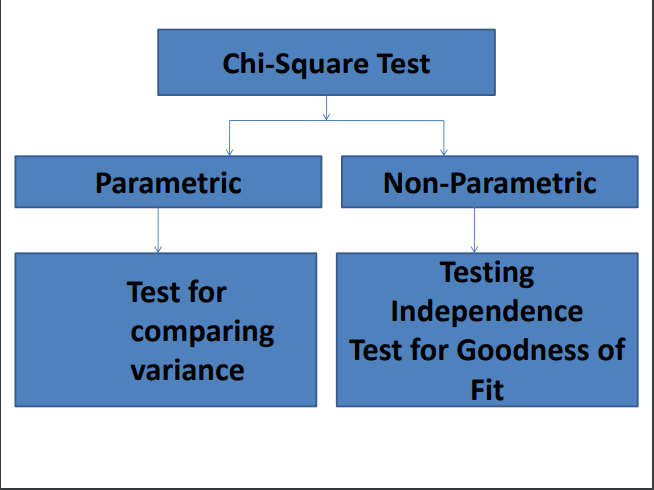 Chi-Square Test
Parametric
Non-Parametric
Test for
comparing
variance
Testing
Independence
Test for Goodness of
Fit